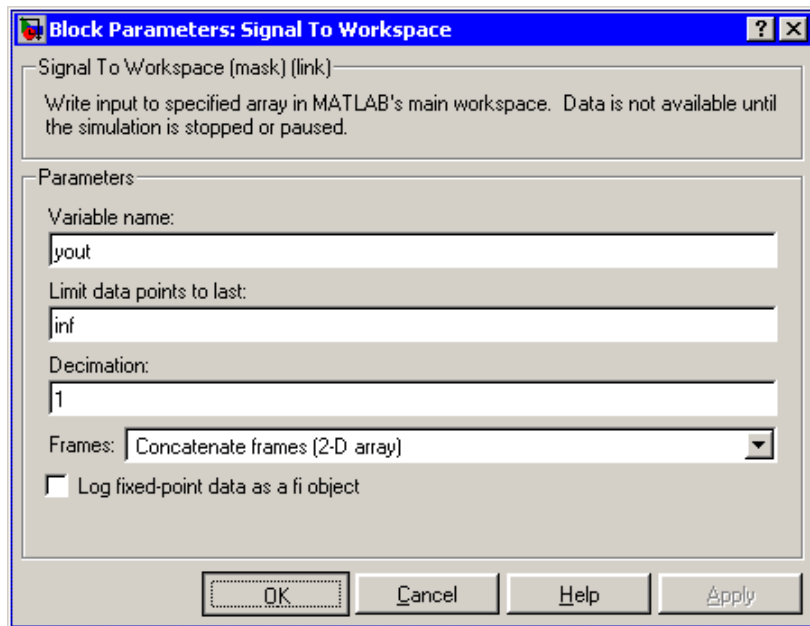 Block Parameters: Signal To Workspace
Signal To Workspace (mask) (link)
Write input to specified array in MATLAB's main workspace. Data is not available until
the simulation is stopped or paused.
Parameters
Variable name:
yout
Limit data points to last:
inf
Decimation:
1
Frames: Concatenate frames (2-D array)
Log fixed-point data as a fi object
OK Cancel Help Apply